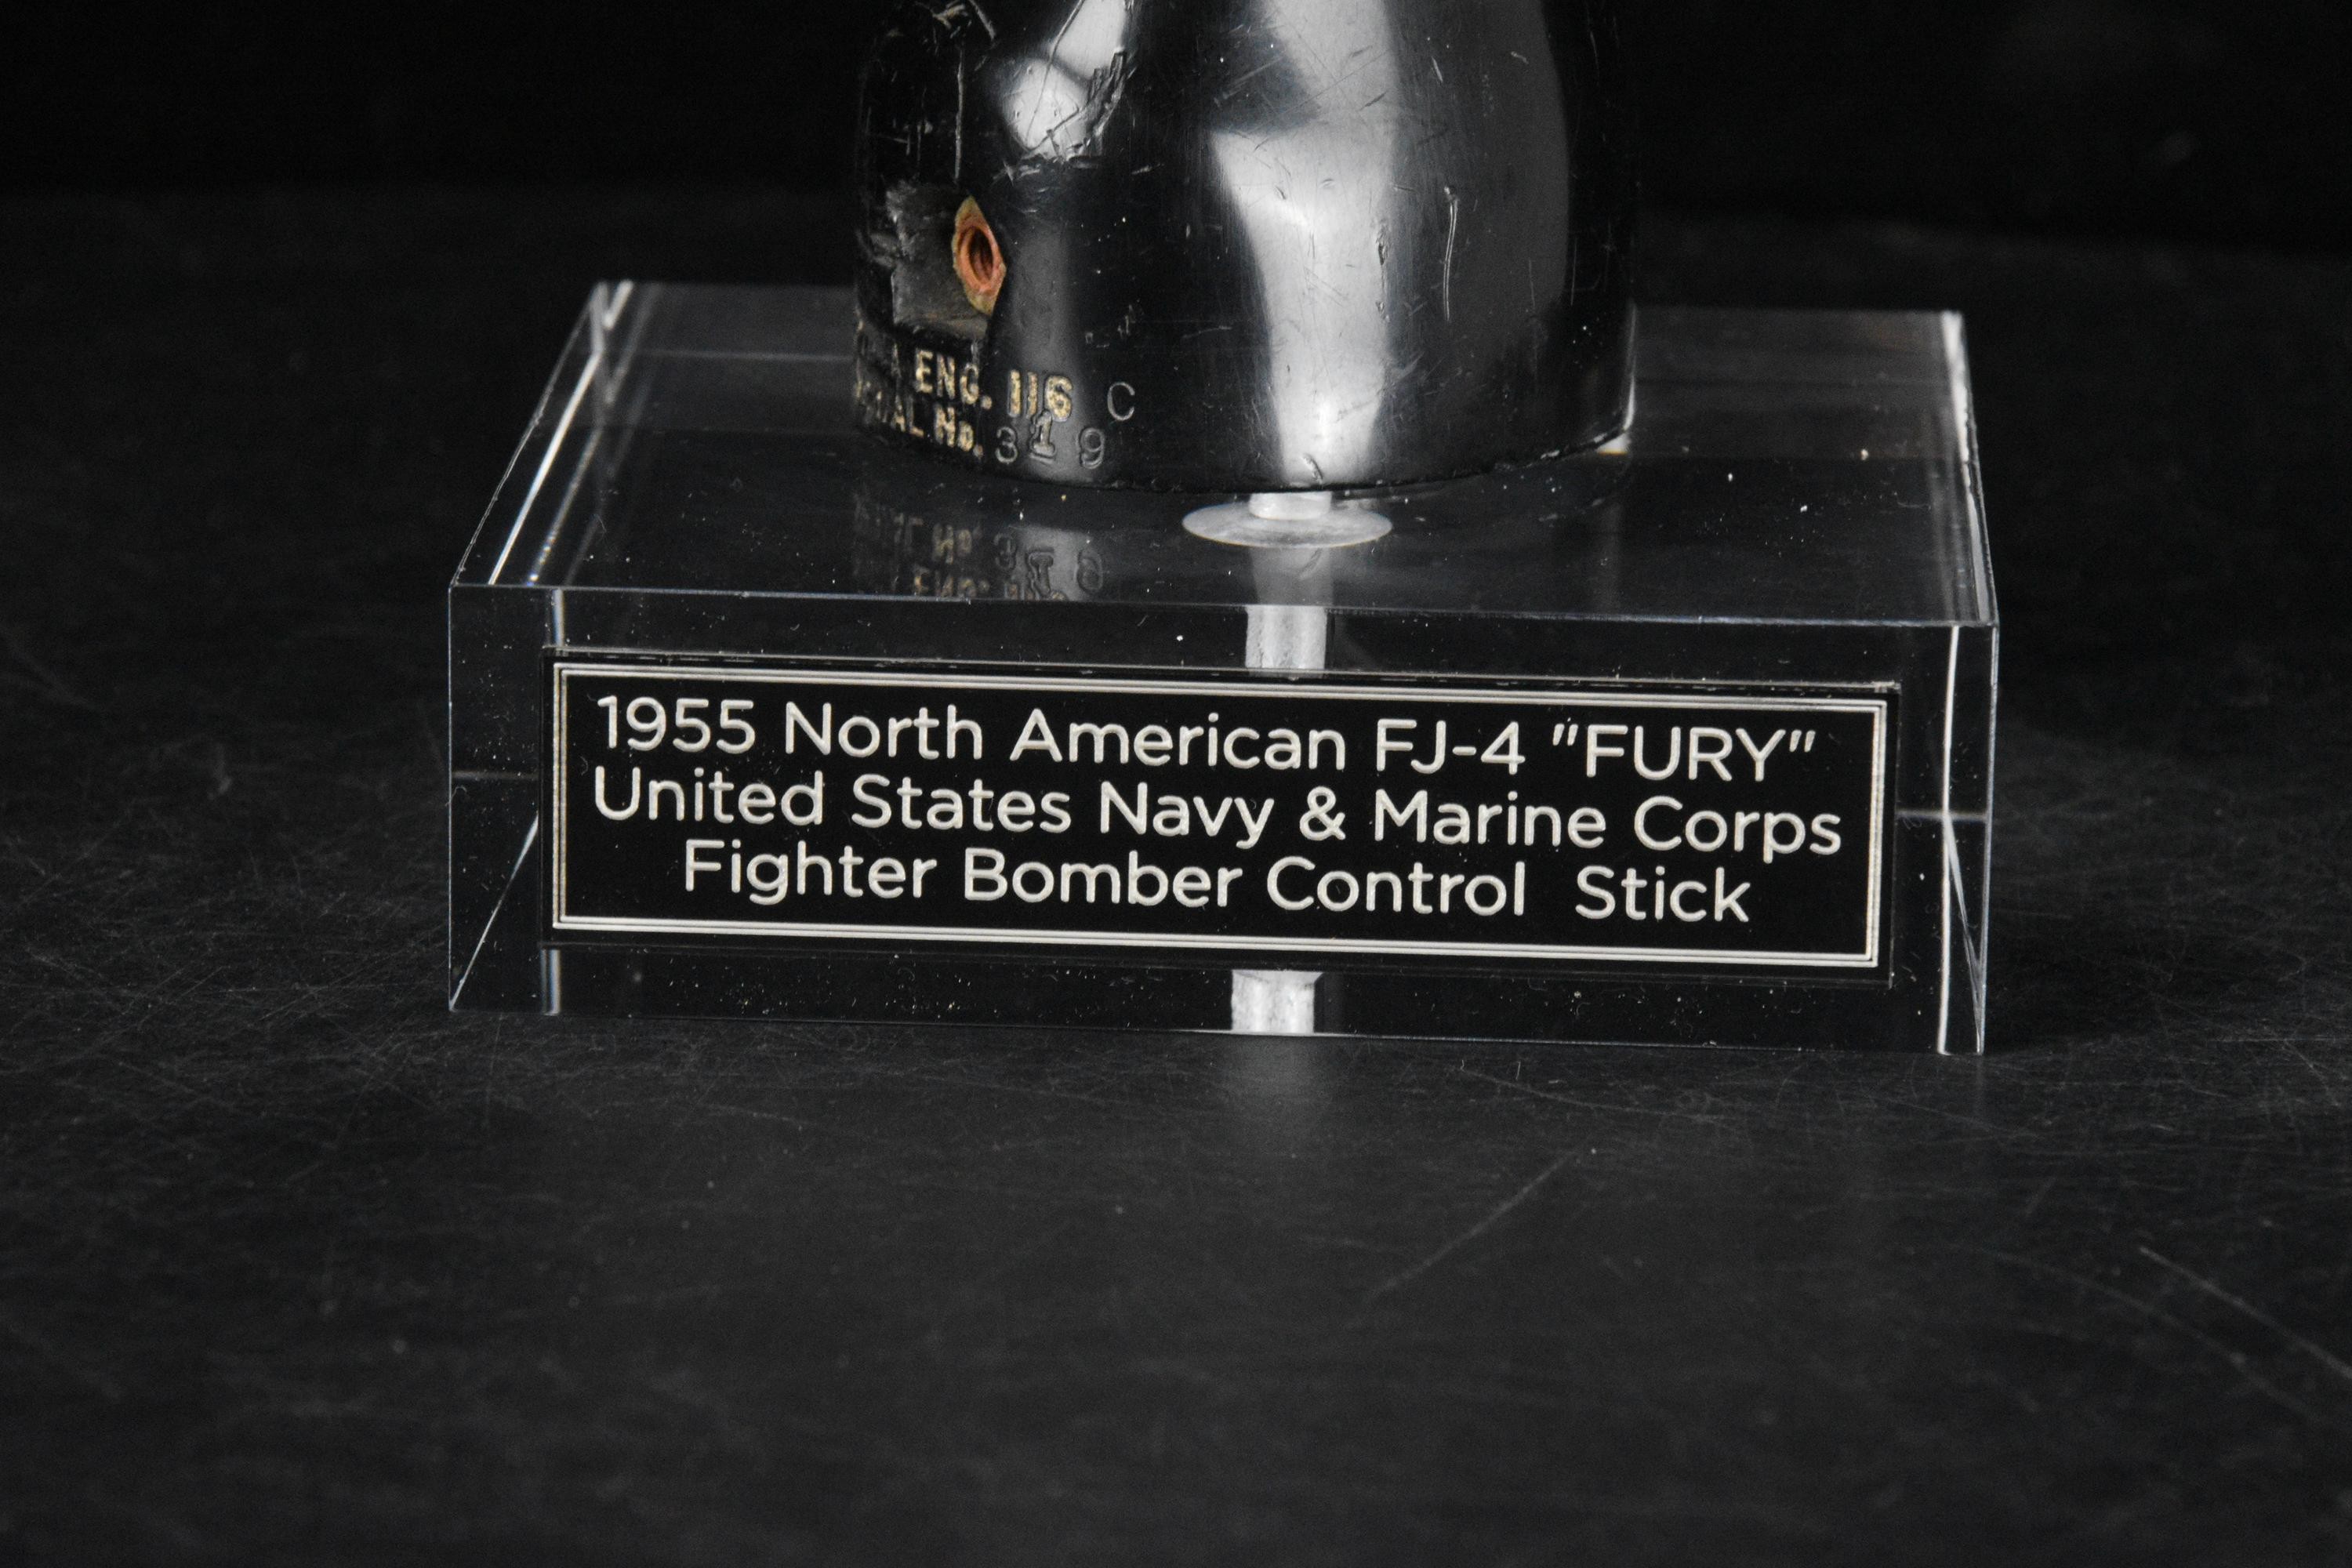 ENG. 116 C
No. 319
1955 North American FJ-4 "FURY"
United States Navy & Marine Corps
Fighter Bomber Control Stick